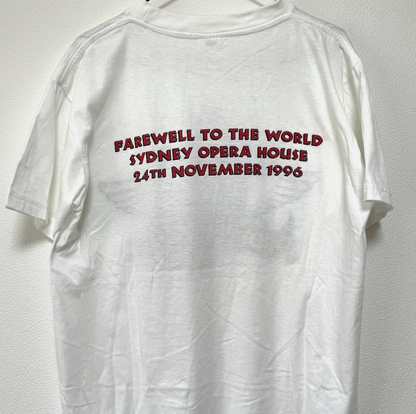 FAREWELL TO THE WORLD
SYDNEY OPERA HOUSE
24TH NOVEMBER 1996